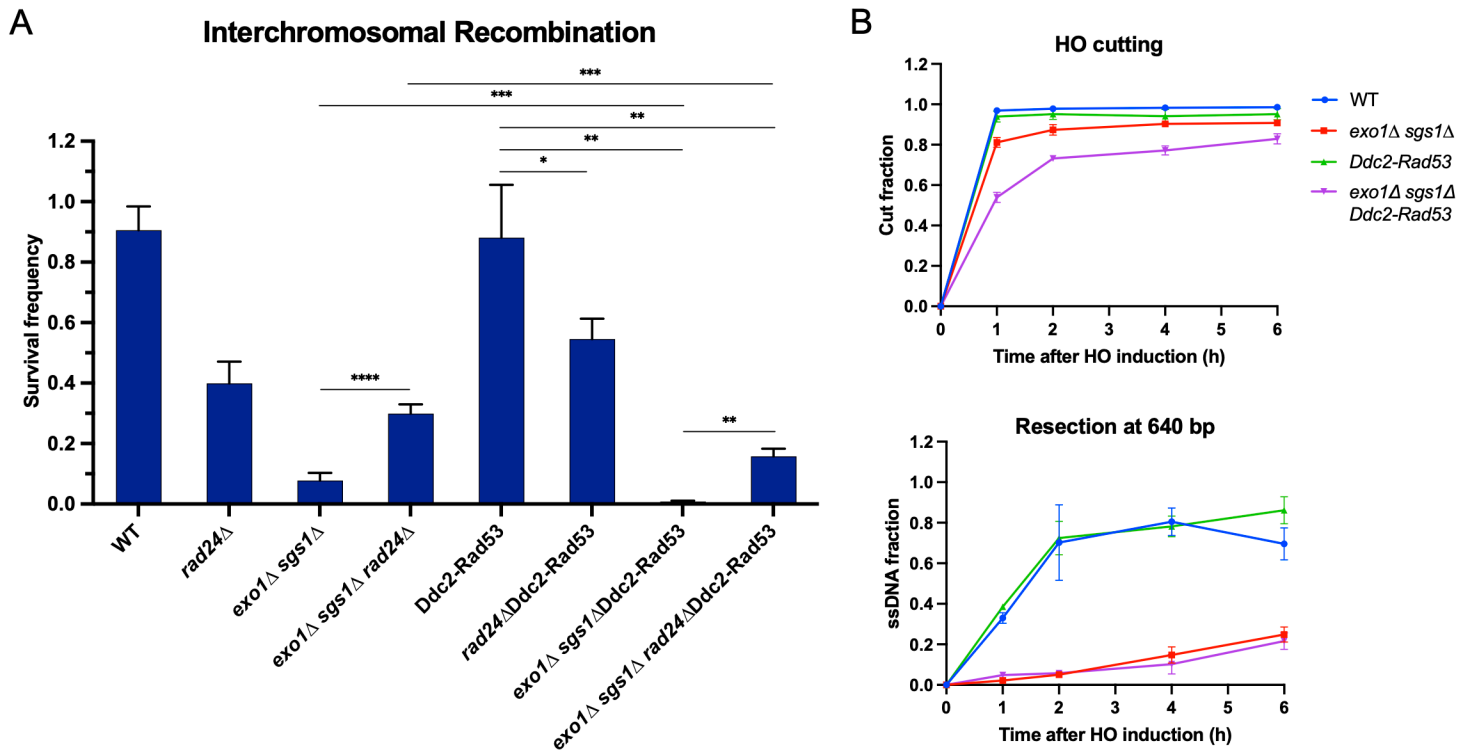 A
Interchromosomal Recombination
***
***
**
**
*
****
**
Survival frequency
1.2
1.0
0.8
0.6
0.4
0.2
0.0
WT
rad24Δ
exo1Δ sgs1Δ
exo1Δ sgs1Δ rad24Δ
Ddc2-Rad53
rad24ΔDdc2-Rad53
exo1Δ sgs1ΔDdc2-Rad53
exo1Δ sgs1Δ rad24ΔDdc2-Rad53
B
HO cutting
Cut fraction
1.2
1.0
0.8
0.6
0.4
0.2
0.0
0 1 2 3 4 5 6
Time after HO induction (h)
WT
exo1Δ sgs1Δ
Ddc2-Rad53
exo1Δ sgs1Δ
Ddc2-Rad53
Resection at 640 bp
ssDNA fraction
1.2
1.0
0.8
0.6
0.4
0.2
0.0
0 1 2 3 4 5 6
Time after HO induction (h)